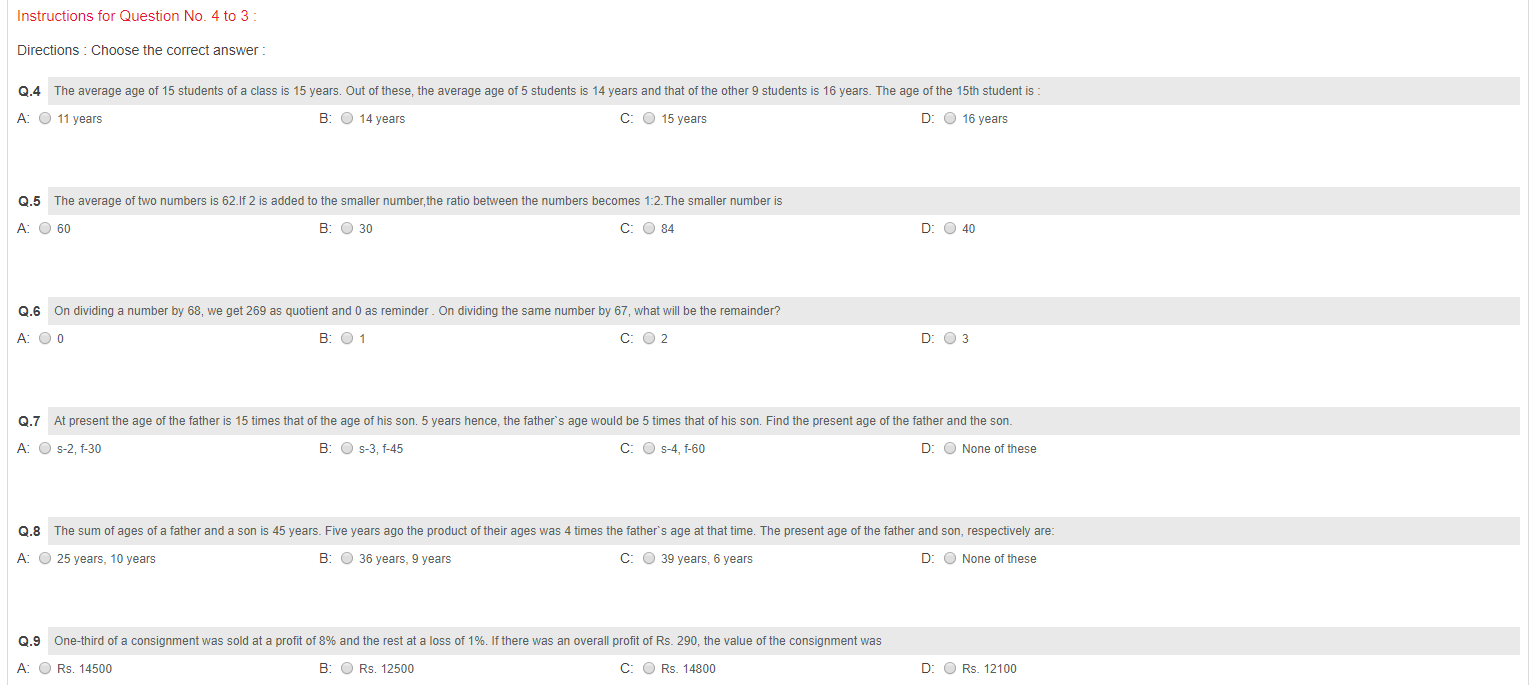 Instructions for Question No. 4 to 3 :
Directions : Choose the correct answer :
Q.4 The average age of 15 students of a class is 15 years. Out of these, the average age of 5 students is 14 years and that of the other 9 students is 16 years. The age of the 15th student is :
A: 11 years B: 14 years C: 15 years D: 16 years
Q.5 The average of two numbers is 62.If 2 is added to the smaller number,the ratio between the numbers becomes 1:2.The smaller number is
A: 60 B: 30 C: 84 D: 40
Q.6 On dividing a number by 68, we get 269 as quotient and 0 as reminder . On dividing the same number by 67, what will be the remainder?
A: 0 B: 1 C: 2 D: 3
Q.7 At present the age of the father is 15 times that of the age of his son. 5 years hence, the father`s age would be 5 times that of his son. Find the present age of the father and the son.
A: s-2, f-30 B: s-3, f-45 C: s-4, f-60 D: None of these
Q.8 The sum of ages of a father and a son is 45 years. Five years ago the product of their ages was 4 times the father`s age at that time. The present age of the father and son, respectively are:
A: 25 years, 10 years B: 36 years, 9 years C: 39 years, 6 years D: None of these
Q.9 One-third of a consignment was sold at a profit of 8% and the rest at a loss of 1%. If there was an overall profit of Rs. 290, the value of the consignment was
A: Rs. 14500 B: Rs. 12500 C: Rs. 14800 D: Rs. 12100